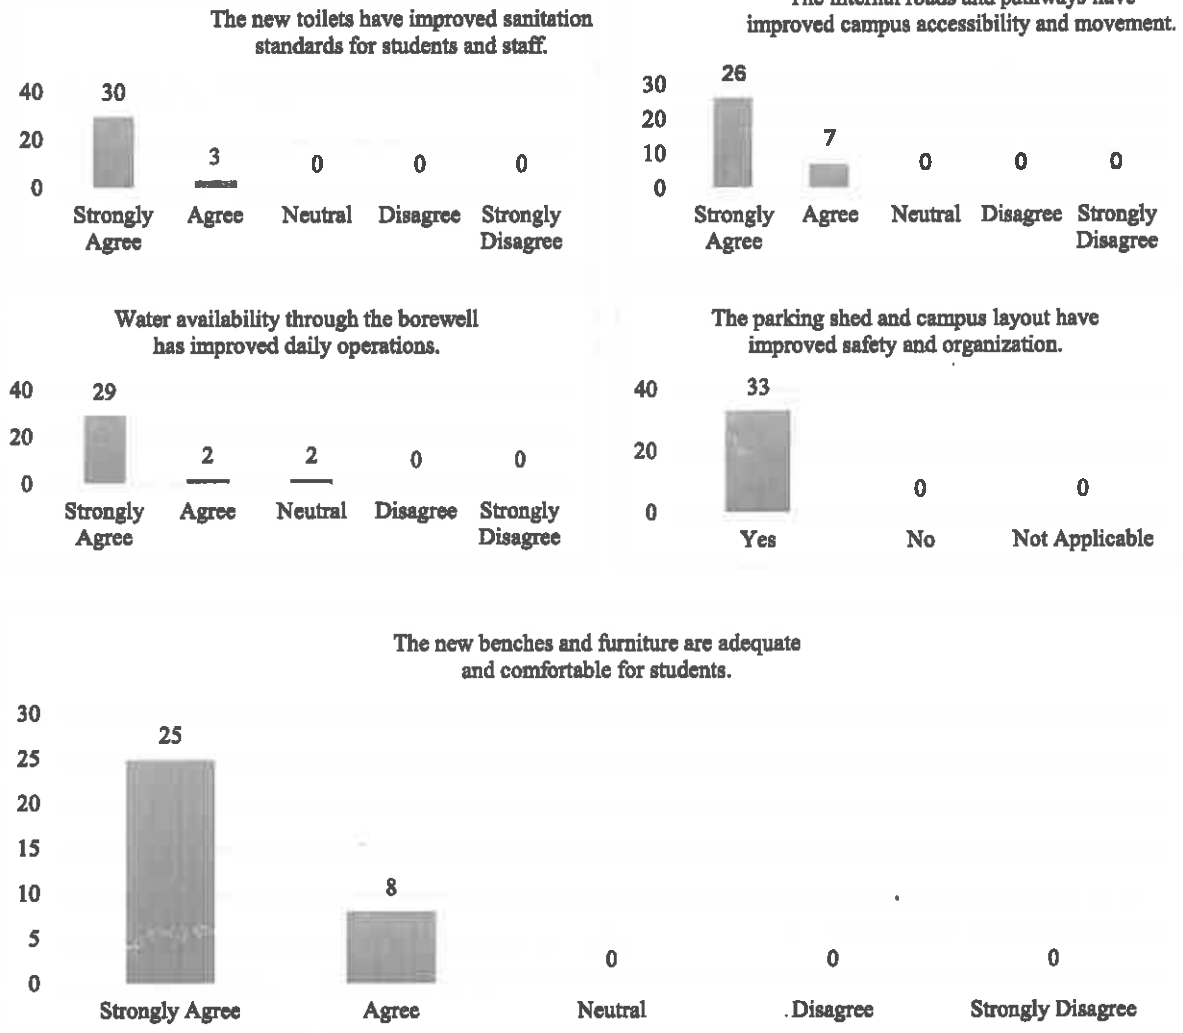 The new toilets have improved sanitation
standards for students and staff.
40
20
0
30
3
0
0
0
Strongly Agree
Agree
Neutral
Disagree
Strongly Disagree
The internal roads and pathways have
improved campus accessibility and movement.
30
20
10
0
26
7
0
0
0
Strongly Agree
Agree
Neutral
Disagree
Strongly Disagree
Water availability through the borewell
has improved daily operations.
40
20
0
29
2
2
0
0
Strongly Agree
Agree
Neutral
Disagree
Strongly Disagree
The parking shed and campus layout have
improved safety and organization.
40
20
0
33
0
0
Yes
No
Not Applicable
The new benches and furniture are adequate
and comfortable for students.
30
25
20
15
10
5
0
25
8
0
0
0
Strongly Agree
Agree
Neutral
Disagree
Strongly Disagree